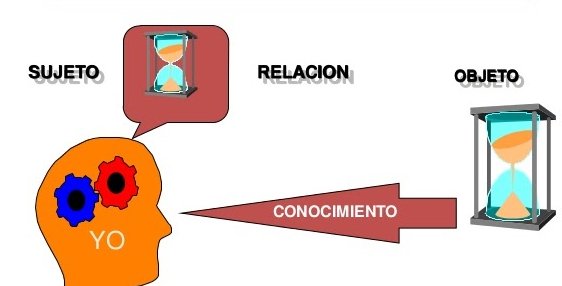 SUJETO
RELACION
OBJETO
CONOCIMIENTO
YO